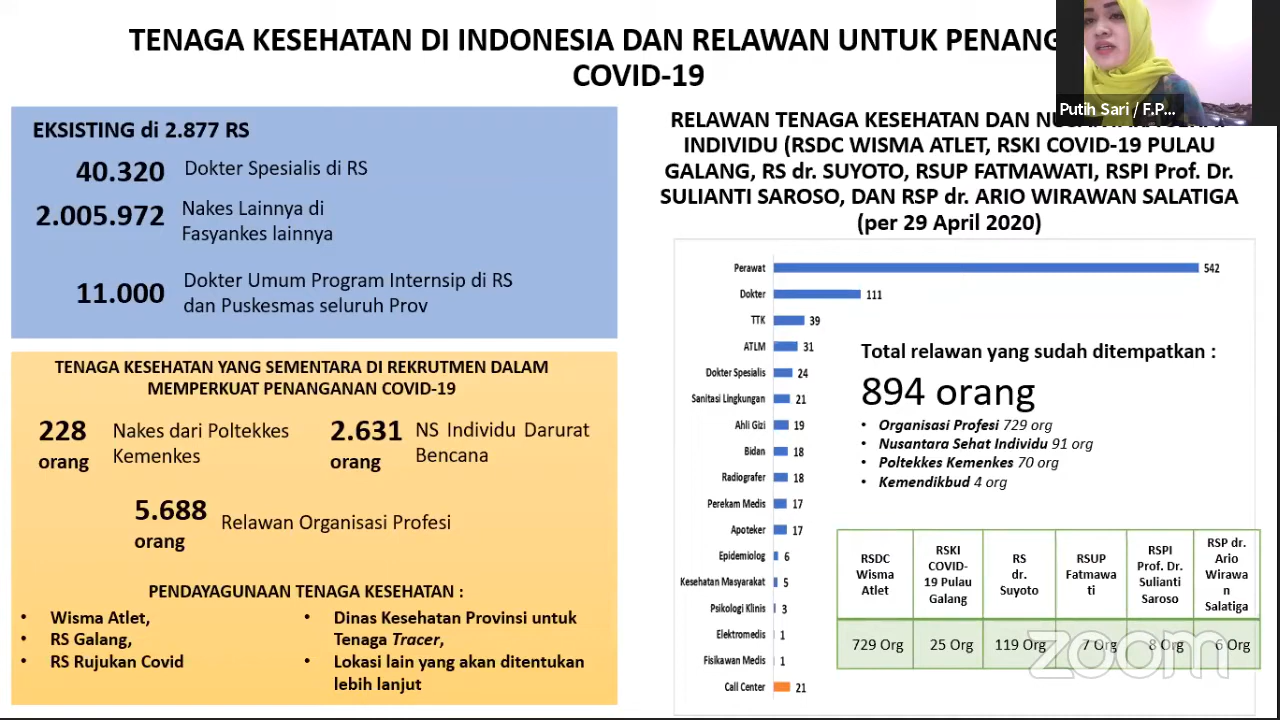 TENAGA KESEHATAN DI INDONESIA DAN RELAWAN UNTUK
COVID-19
Putih Sari / F.P...
EKSISTING di 2.877 RS
40.320 Dokter Spesialis di RS
2.005.972 Nakes Lainnya di
Fasyankes lainnya
11.000 Dokter Umum Program Internsip di RS
dan Puskesmas seluruh Prov
TENAGA KESEHATAN YANG SEMENTARA DI REKRUTMEN DALAM
MEMPERKUAT PENANGANAN COVID-19
228 orang Nakes dari Poltekkes
Kemenkes
2.631 orang NS Individu Darurat
Bencana
5.688 orang Relawan Organisasi Profesi
PENDAYAGUNAAN TENAGA KESEHATAN :
• Wisma Atlet,
• RS Galang,
• RS Rujukan Covid
• Dinas Kesehatan Provinsi untuk
Tenaga Tracer,
• Lokasi lain yang akan ditentukan
lebih lanjut
RELAWAN TENAGA KESEHATAN DAN
INDIVIDU (RSDC WISMA ATLET, RSKI COVID-19 PULAU
GALANG, RS dr. SUYOTO, RSUP FATMAWATI, RSPI Prof. Dr.
SULIANTI SAROSO, DAN RSP dr. ARIO WIRAWAN SALATIGA
(per 29 April 2020)
Perawat 542
Dokter 111
TTK 39
ATLM 31
Dokter Spesialis 24
Sanitasi Lingkungan 21
Ahli Gizi 19
Bidan 18
Radiografer 18
Perekam Medis 17
Apoteker 17
Epidemiolog 6
Kesehatan Masyarakat 5
Psikologi Klinis 3
Elektromedis 1
Fisikawan Medis 1
Call Center 21
Total relawan yang sudah ditempatkan :
894 orang
• Organisasi Profesi 729 org
• Nusantara Sehat Individu 91 org
• Poltekkes Kemenkes 70 org
• Kemendikbud 4 org
RSDC
Wisma
Atlet
RSKI
COVID-
19 Pulau
Galang
RS
dr.
Suyoto
RSUP
Fatmawa
ti
RSPI
Prof. Dr.
Sulianti
Saroso
RSP dr.
Ario
Wirawa
n
Salatiga
729 Org 25 Org 119 Org 7 Org 8 Org 6 Org
zoom